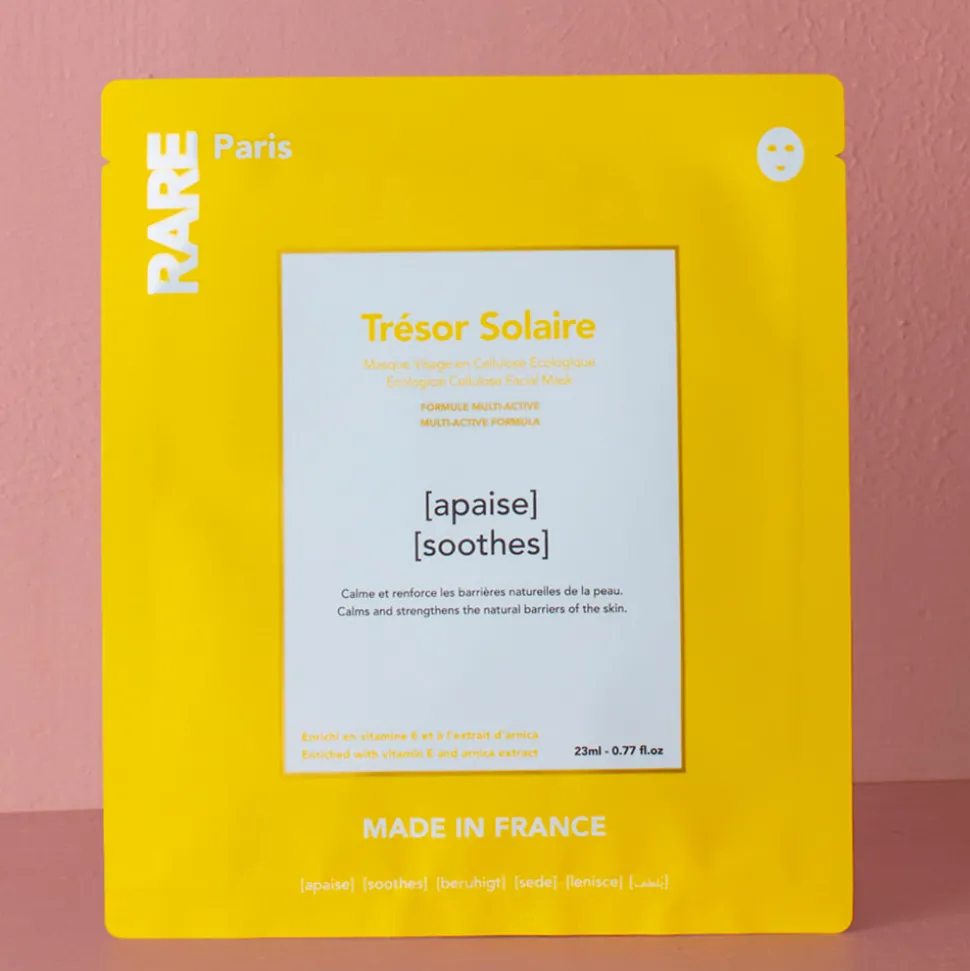 RARE Paris
Trésor Solaire
Masque Visage en Cellulose Écologique
Ecological Cellulose Facial Mask
FORMULE MULTI-ACTIVE
MULTI-ACTIVE FORMULA
[apaise]
[soothes]
Calme et renforce les barrières naturelles de la peau.
Calms and strengthens the natural barriers of the skin.
Enrichi en vitamine E et à l'extrait d'arnica
Enriched with vitamin E and arnica extract
23ml - 0.77 fl.oz
MADE IN FRANCE
[apaise] [soothes] [beruhigt] [sede] [lenisce]